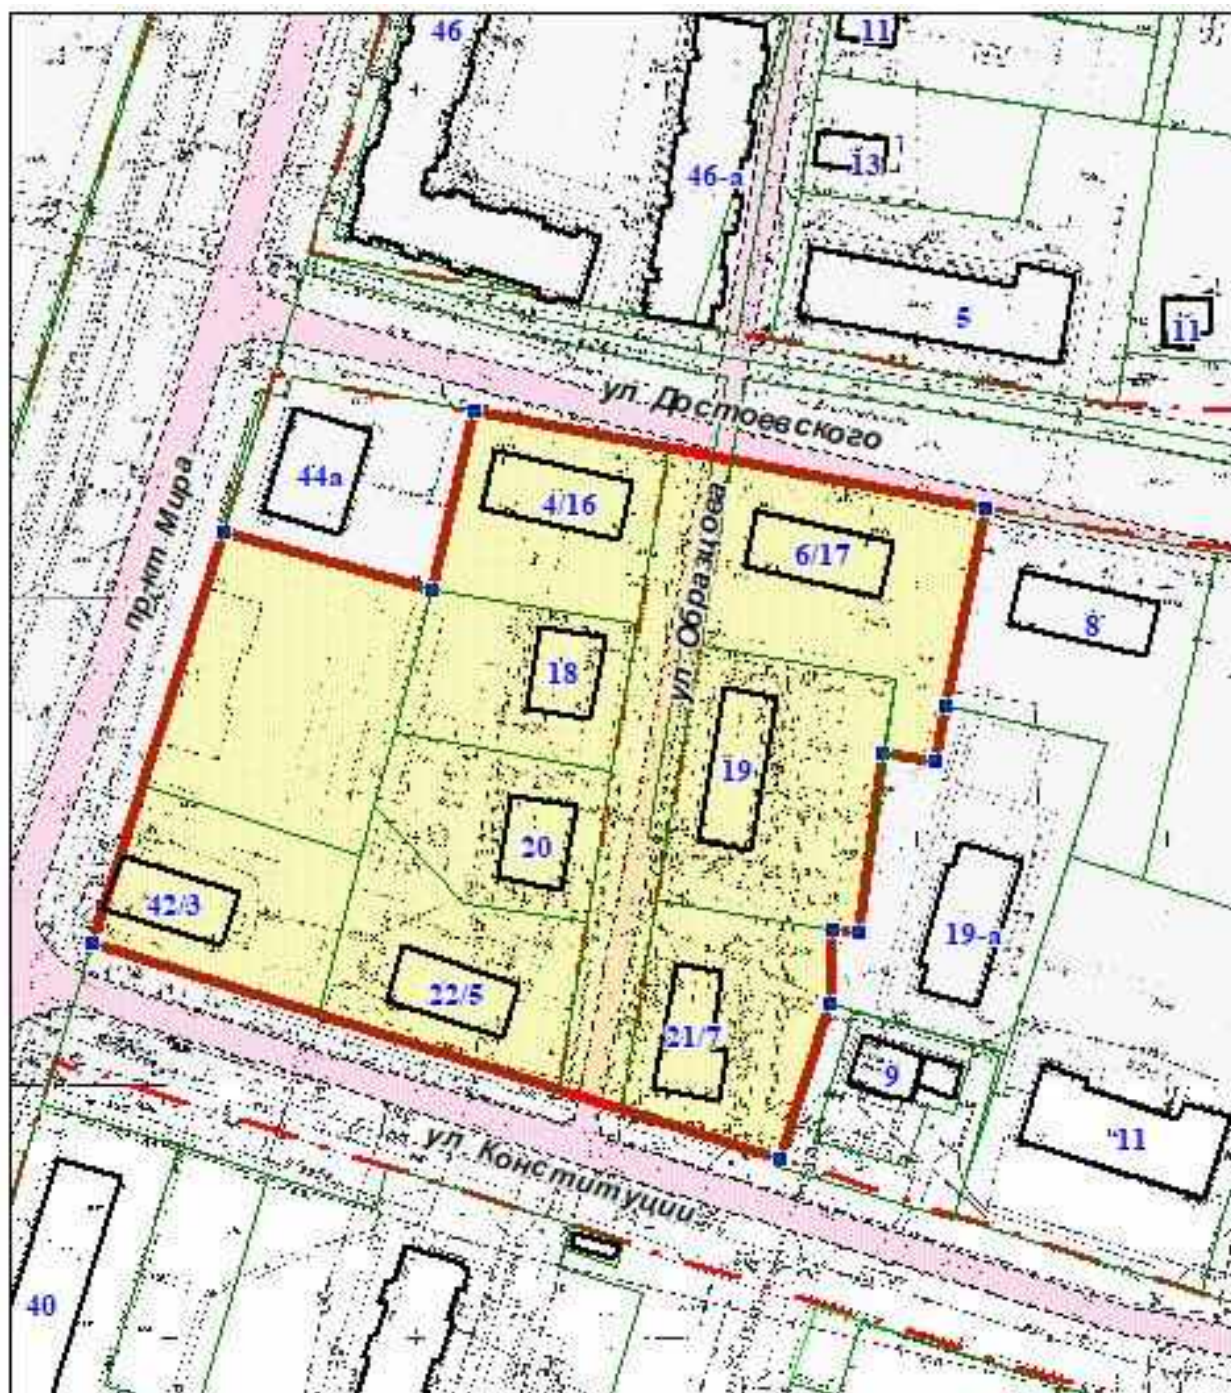 46
11
46-а
13
5
11
ул. Достоевского
44а
4/16
6/17
пр-кт Мира
ул. Образцова
8
18
19
20
42/3
19-а
22/5
21/7
9
11
ул. Конституции
40